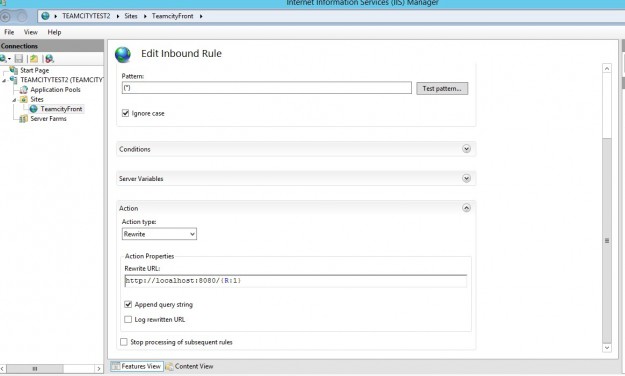 Internet Information Services (IIS) Manager
TEAMCITYTEST2 Sites TeamcityFront
File View Help
Connections
Start Page
TEAMCITYTEST2 (TEAMCITY
Application Pools
Sites
TeamcityFront
Server Farms
Edit Inbound Rule
Pattern:
(*)
Test pattern...
Ignore case
Conditions
Server Variables
Action
Action type:
Rewrite
Action Properties
Rewrite URL:
http://localhost:8080/{R:1}
Append query string
Log rewritten URL
Stop processing of subsequent rules
Features View Content View